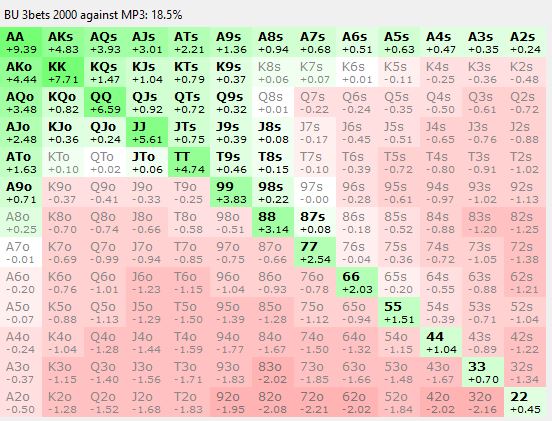 BU 3bets 2000 against MP3: 18.5%
AA AKs AQs AJs ATs A9s A8s A7s A6s A5s A4s A3s A2s
+9.39 +4.83 +3.93 +3.01 +2.21 +1.36 +0.94 +0.68 +0.51 +0.63 +0.47 +0.35 +0.24
AKo KK KQs KJs KTs K9s K8s K7s K6s K5s K4s K3s K2s
+4.44 +7.71 +1.47 +1.04 +0.79 +0.37 +0.06 +0.07 +0.01 -0.11 -0.25 -0.36 -0.48
AQo KQo QQ QJs QTs Q9s Q8s Q7s Q6s Q5s Q4s Q3s Q2s
+3.48 +0.82 +6.59 +0.92 +0.72 +0.32 +0.01 -0.22 -0.24 -0.35 -0.50 -0.61 -0.72
AJo KJo QJo JJ JTs J9s J8s J7s J6s J5s J4s J3s J2s
+2.48 +0.36 +0.24 +5.61 +0.75 +0.39 +0.08 -0.17 -0.45 -0.51 -0.65 -0.76 -0.88
ATo KTo QTo JTo TT T9s T8s T7s T6s T5s T4s T3s T2s
+1.63 +0.10 +0.02 +0.06 +4.74 +0.46 +0.15 -0.10 -0.39 -0.72 -0.80 -0.91 -1.02
A9o K9o Q9o J9o T9o 99 98s 97s 96s 95s 94s 93s 92s
+0.71 -0.37 -0.41 -0.33 -0.25 +3.83 +0.22 -0.00 -0.28 -0.61 -0.97 -1.02 -1.13
A8o K8o Q8o J8o T8o 98o 88 87s 86s 85s 84s 83s 82s
+0.25 -0.70 -0.74 -0.66 -0.58 -0.51 +3.14 +0.08 -0.18 -0.52 -0.88 -1.20 -1.25
A7o K7o Q7o J7o T7o 97o 87o 77 76s 75s 74s 73s 72s
-0.01 -0.69 -0.99 -0.94 -0.85 -0.75 -0.66 +2.54 -0.04 -0.36 -0.72 -1.05 -1.38
A6o K6o Q6o J6o T6o 96o 86o 76o 66 65s 64s 63s 62s
-0.20 -0.76 -1.01 -1.23 -1.15 -1.04 -0.93 -0.78 +2.03 -0.20 -0.55 -0.88 -1.21
A5o K5o Q5o J5o T5o 95o 85o 75o 65o 55 54s 53s 52s
-0.07 -0.88 -1.13 -1.29 -1.50 -1.39 -1.28 -1.12 -0.94 +1.51 -0.39 -0.71 -1.04
A4o K4o Q4o J4o T4o 94o 84o 74o 64o 54o 44 43s 42s
-0.24 -1.04 -1.28 -1.44 -1.59 -1.77 -1.67 -1.50 -1.32 -1.15 +1.04 -0.89 -1.22
A3o K3o Q3o J3o T3o 93o 83o 73o 63o 53o 43o 33 32s
-0.37 -1.15 -1.40 -1.56 -1.71 -1.83 -2.02 -1.85 -1.66 -1.48 -1.67 +0.70 -1.34
A2o K2o Q2o J2o T2o 92o 82o 72o 62o 52o 42o 32o 22
-0.50 -1.28 -1.52 -1.68 -1.83 -1.95 -2.08 -2.21 -2.02 -1.84 -2.02 -2.16 +0.45